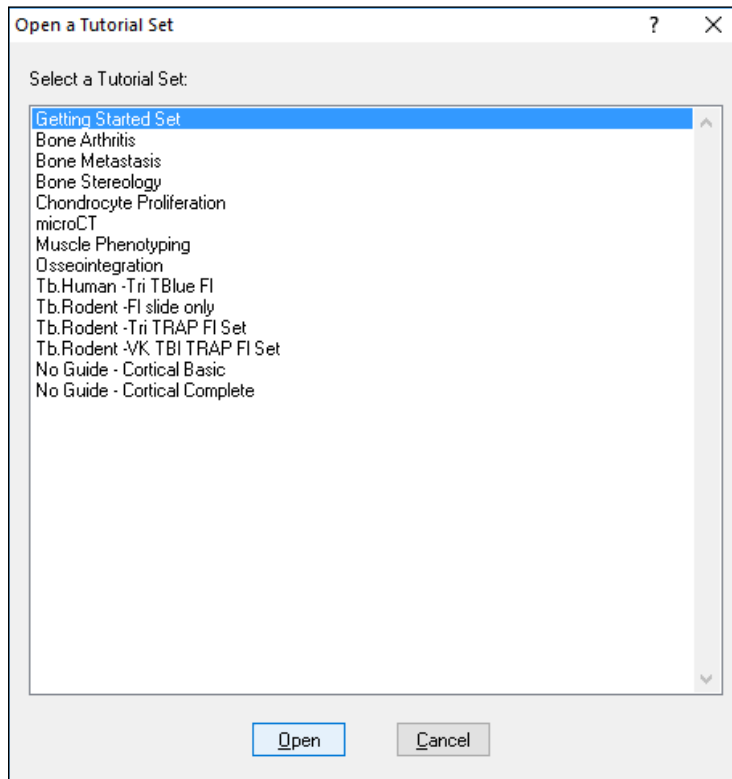 Open a Tutorial Set
Select a Tutorial Set:
Getting Started Set
Bone Arthritis
Bone Metastasis
Bone Stereology
Chondrocyte Proliferation
microCT
Muscle Phenotyping
Osseointegration
Tb.Human -Tri TBlue Fl
Tb.Rodent -Fl slide only
Tb.Rodent -Tri TRAP Fl Set
Tb.Rodent -VK TBl TRAP Fl Set
No Guide - Cortical Basic
No Guide - Cortical Complete
Open Cancel